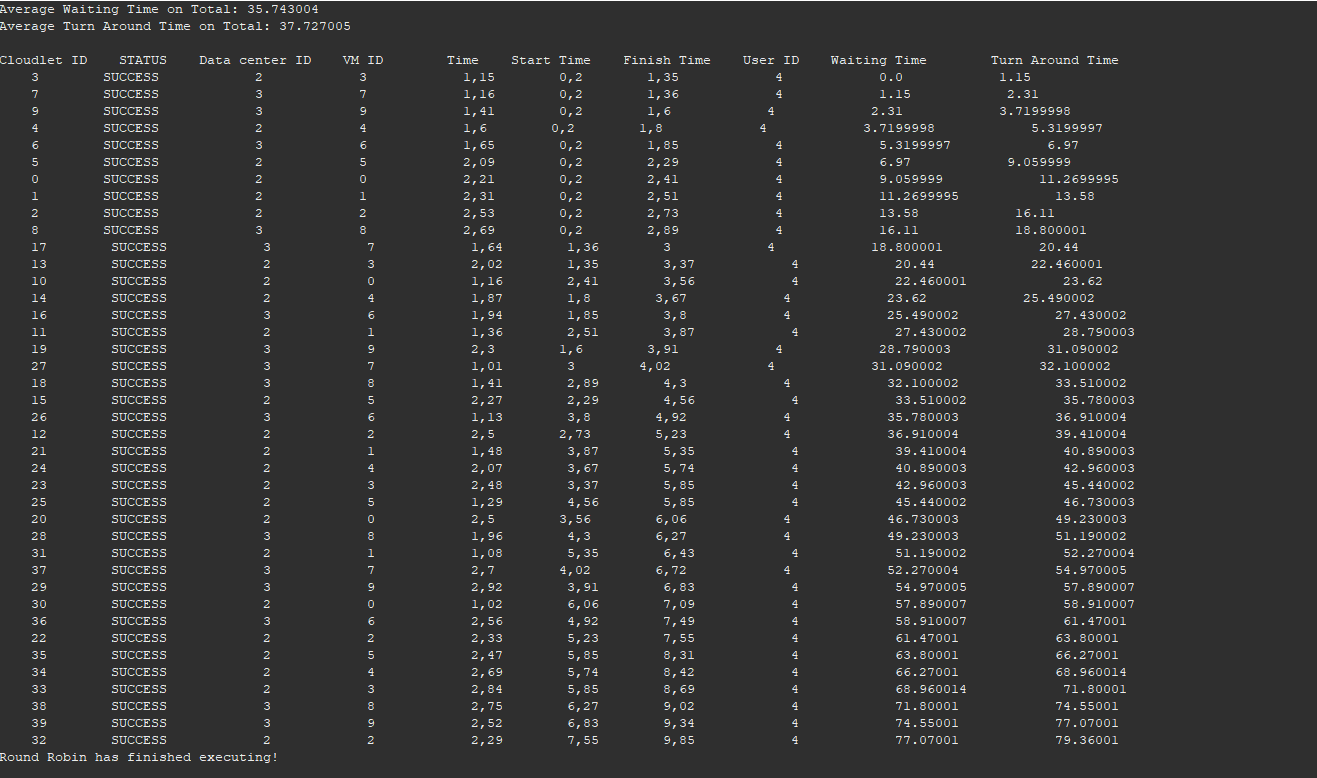 Average Waiting Time on Total: 35.743004
Average Turn Around Time on Total: 37.727005
Cloudlet ID STATUS Data center ID VM ID Time Start Time Finish Time User ID Waiting Time Turn Around Time
3 SUCCESS 2 3 1,15 0,2 1,35 4 0.0 1.15
7 SUCCESS 3 7 1,16 0,2 1,36 4 1.15 2.31
9 SUCCESS 3 9 1,41 0,2 1,6 4 2.31 3.7199998
4 SUCCESS 2 4 1,6 0,2 1,8 4 3.7199998 5.3199997
6 SUCCESS 3 6 1,65 0,2 1,85 4 5.3199997 6.97
5 SUCCESS 2 5 2,09 0,2 2,29 4 6.97 9.059999
0 SUCCESS 2 0 2,21 0,2 2,41 4 9.059999 11.2699995
1 SUCCESS 2 1 2,31 0,2 2,51 4 11.2699995 13.58
2 SUCCESS 2 2 2,53 0,2 2,73 4 13.58 16.11
8 SUCCESS 3 8 2,69 0,2 2,89 4 16.11 18.800001
17 SUCCESS 3 7 1,64 1,36 3 4 18.800001 20.44
13 SUCCESS 2 3 2,02 1,35 3,37 4 20.44 22.460001
10 SUCCESS 2 0 1,16 2,41 3,56 4 22.460001 23.62
14 SUCCESS 2 4 1,87 1,8 3,67 4 23.62 25.490002
16 SUCCESS 3 6 1,94 1,85 3,8 4 25.490002 27.430002
11 SUCCESS 2 1 1,36 2,51 3,87 4 27.430002 28.790003
19 SUCCESS 3 9 2,3 1,6 3,91 4 28.790003 31.090002
27 SUCCESS 3 7 1,01 3 4,02 4 31.090002 32.100002
18 SUCCESS 3 8 1,41 2,89 4,3 4 32.100002 33.510002
15 SUCCESS 2 5 2,27 2,29 4,56 4 33.510002 35.780003
26 SUCCESS 3 6 1,13 3,8 4,92 4 35.780003 36.910004
12 SUCCESS 2 2 2,5 2,73 5,23 4 36.910004 39.410004
21 SUCCESS 2 1 1,48 3,87 5,35 4 39.410004 40.890003
24 SUCCESS 2 4 2,07 3,67 5,74 4 40.890003 42.960003
23 SUCCESS 2 3 2,48 3,37 5,85 4 42.960003 45.440002
25 SUCCESS 2 5 1,29 4,56 5,85 4 45.440002 46.730003
20 SUCCESS 2 0 2,5 3,56 6,06 4 46.730003 49.230003
28 SUCCESS 3 8 1,96 4,3 6,27 4 49.230003 51.190002
31 SUCCESS 2 1 1,08 5,35 6,43 4 51.190002 52.270004
37 SUCCESS 3 7 2,7 4,02 6,72 4 52.270004 54.970005
29 SUCCESS 3 9 2,92 3,91 6,83 4 54.970005 57.890007
30 SUCCESS 2 0 1,02 6,06 7,09 4 57.890007 58.910007
36 SUCCESS 3 6 2,56 4,92 7,49 4 58.910007 61.47001
22 SUCCESS 2 2 2,33 5,23 7,55 4 61.47001 63.80001
35 SUCCESS 2 5 2,47 5,85 8,31 4 63.80001 66.27001
34 SUCCESS 2 4 2,69 5,74 8,42 4 66.27001 68.960014
33 SUCCESS 2 3 2,84 5,85 8,69 4 68.960014 71.80001
38 SUCCESS 3 8 2,75 6,27 9,02 4 71.80001 74.55001
39 SUCCESS 3 9 2,52 6,83 9,34 4 74.55001 77.07001
32 SUCCESS 2 2 2,29 7,55 9,85 4 77.07001 79.36001
Round Robin has finished executing!